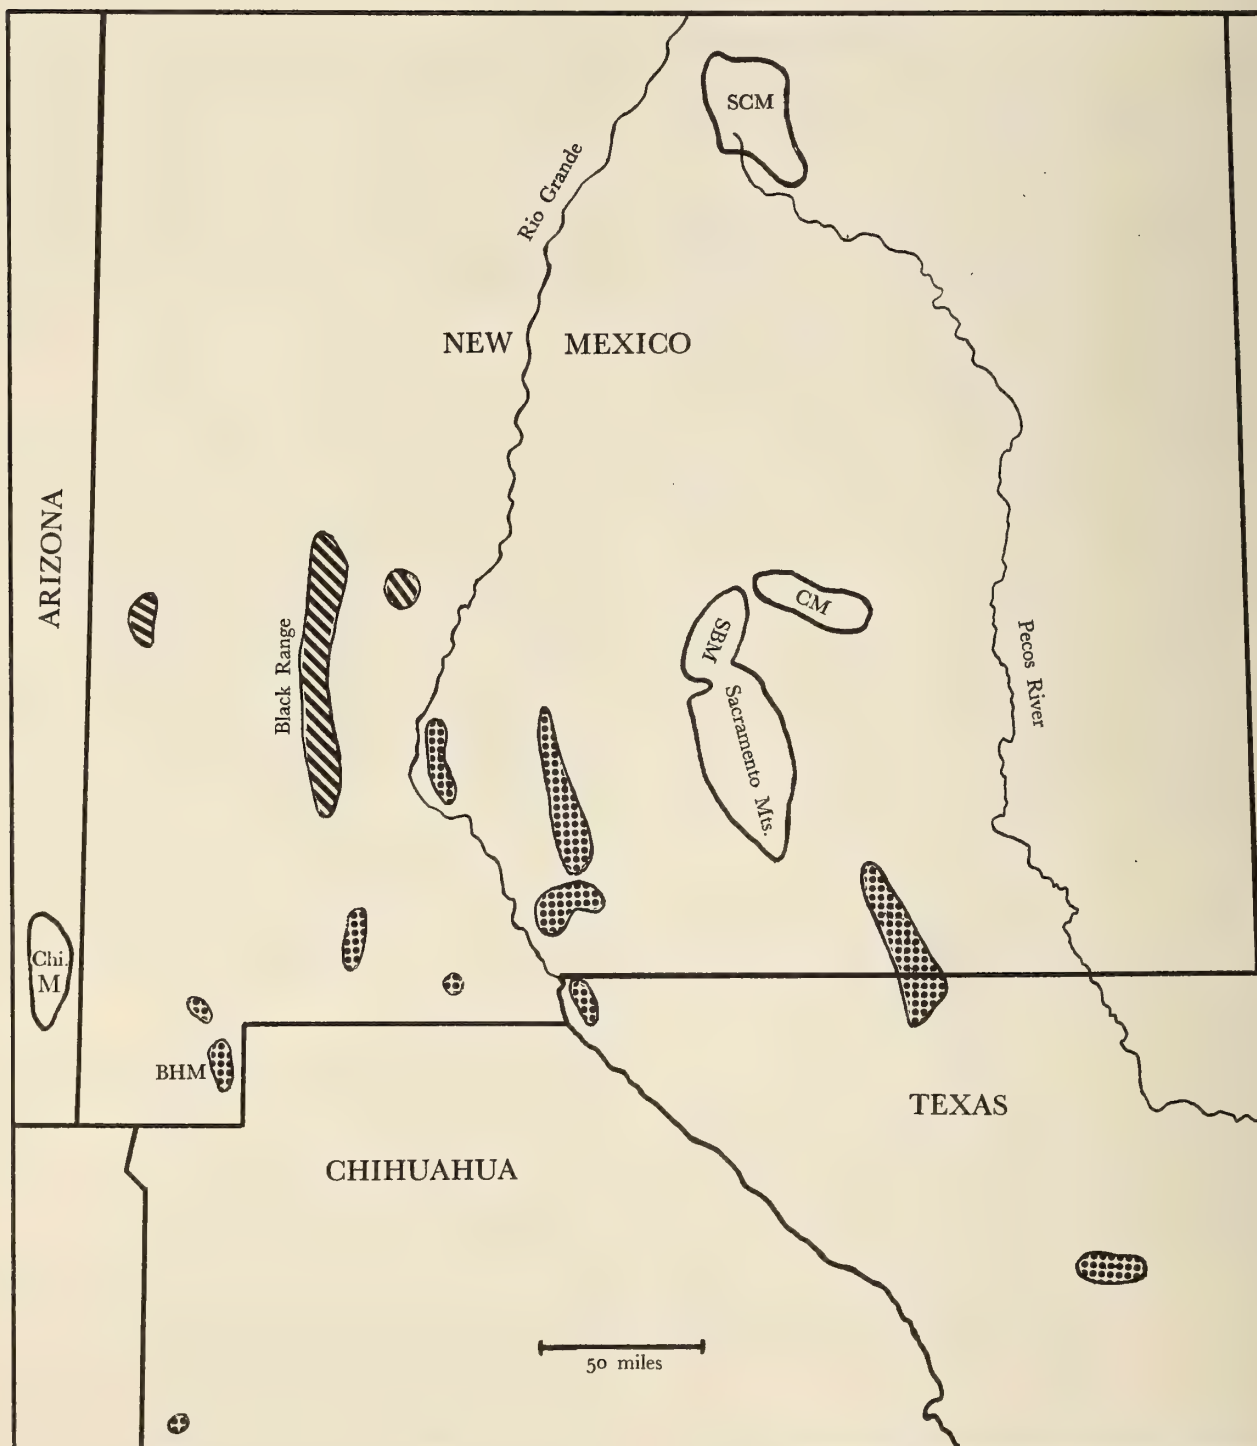 SCM
Rio Grande
NEW MEXICO
ARIZONA
Black Range
CM
SBM
Sacramento Mts.
Pecos River
Chi.
M
BHM
TEXAS
CHIHUAHUA
50 miles